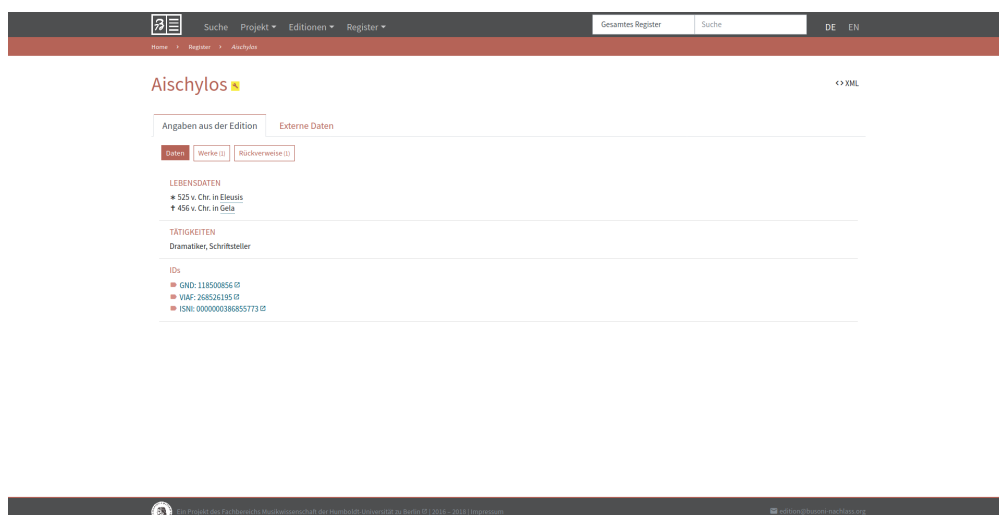 Suche Projekt Editionen Register Gesamtes Register Suche DE EN
Home › Register › Aischylos
Aischylos
<> XML
Angaben aus der Edition Externe Daten
Daten Werke (1) Rückverweise (1)
LEBENSDATEN
∗ 525 v. Chr. in Eleusis
✝ 456 v. Chr. in Gela
TÄTIGKEITEN
Dramatiker, Schriftsteller
IDs
GND: 118500856
VIAF: 268526195
ISNI: 0000000386855773
Ein Projekt des Fachbereichs Musikwissenschaft der Humboldt-Universität zu Berlin | 2016 – 2018 | Impressum edition@busoni-nachlass.org